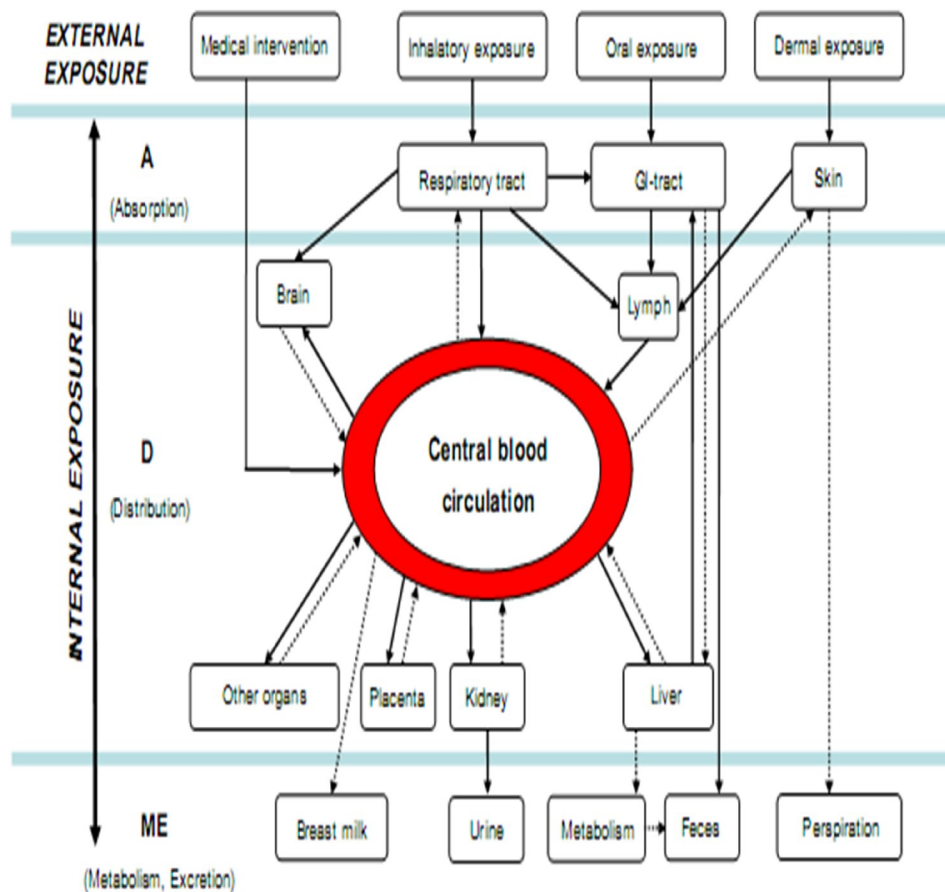 EXTERNAL
EXPOSURE
Medical intervention
Inhalatory exposure
Oral exposure
Dermal exposure
A
(Absorption)
Respiratory tract
GI-tract
Skin
Brain
Lymph
INTERNAL EXPOSURE
D
(Distribution)
Central blood
circulation
Other organs
Placenta
Kidney
Liver
ME
(Metabolism, Excretion)
Breast milk
Urine
Metabolism
Feces
Perspiration